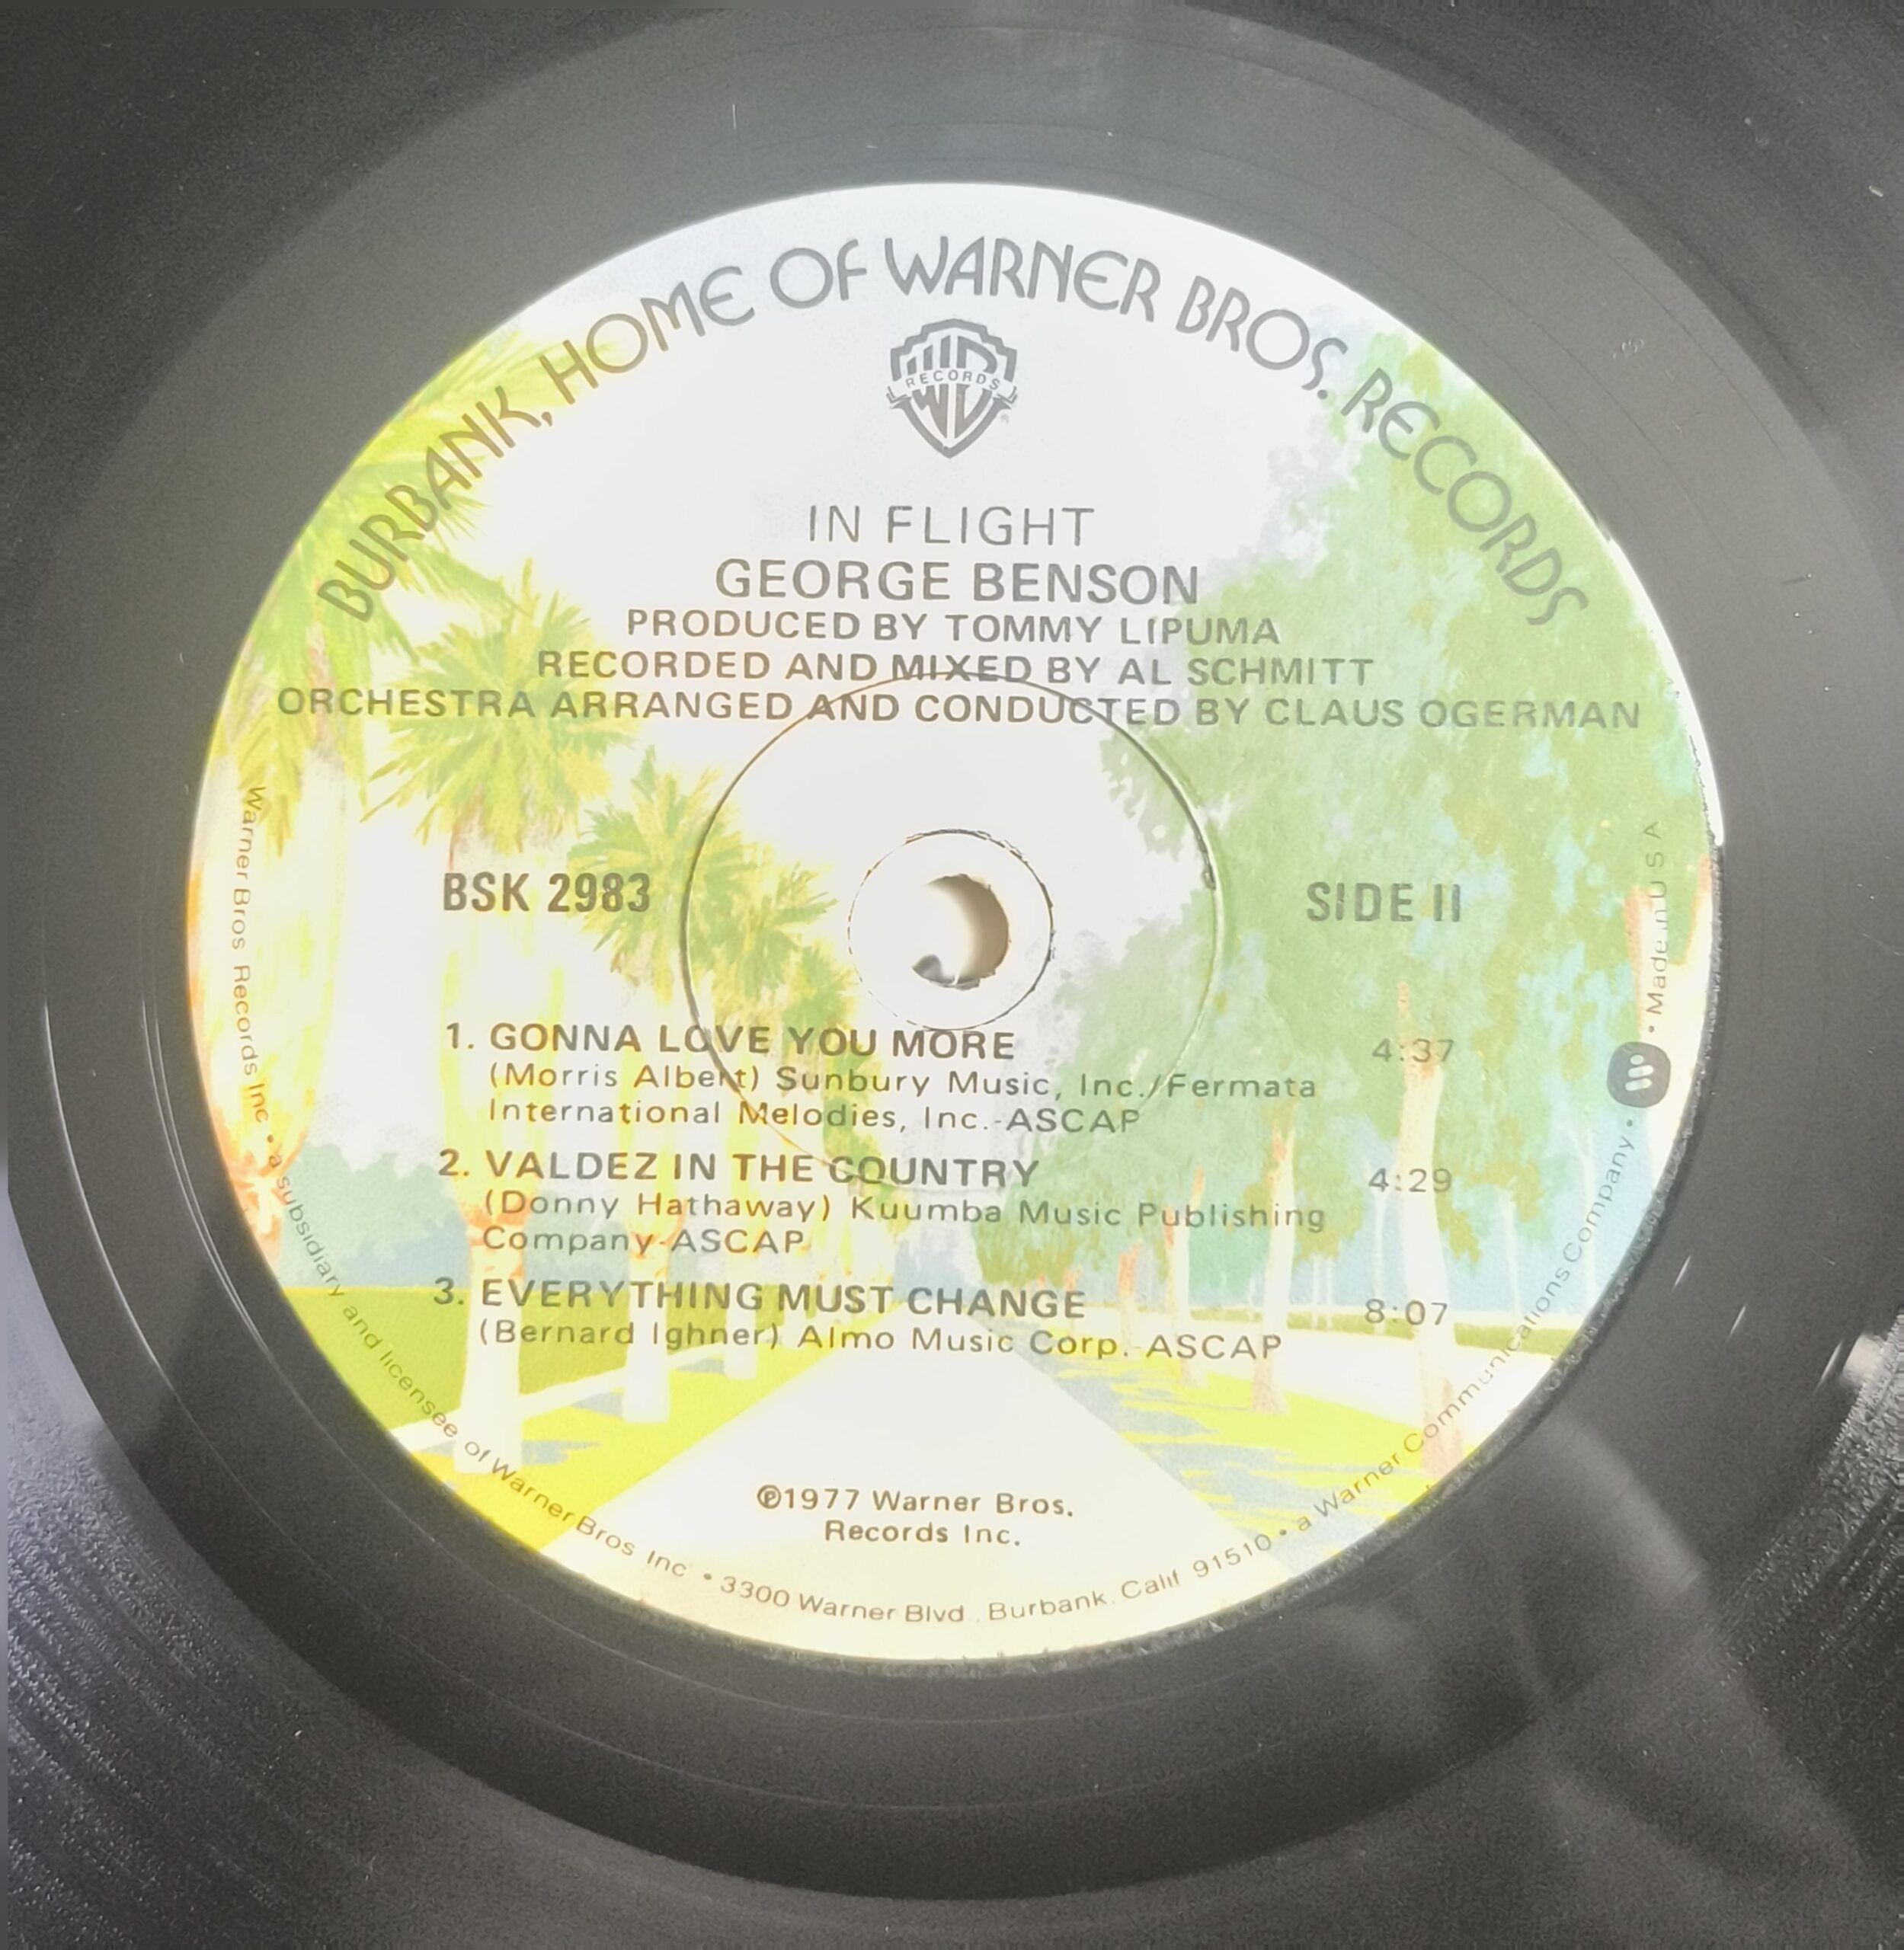 BURBANK, HOME OF WARNER BROS. RECORDS
RECORDS
IN FLIGHT
GEORGE BENSON
PRODUCED BY TOMMY LIPUMA
RECORDED AND MIXED BY AL SCHMITT
ORCHESTRA ARRANGED AND CONDUCTED BY CLAUS OGERMAN
BSK 2983
SIDE II
1. GONNA LOVE YOU MORE 4:37
(Morris Albert) Sunbury Music, Inc./Fermata
International Melodies, Inc.-ASCAP
2. VALDEZ IN THE COUNTRY 4:29
(Donny Hathaway) Kuumba Music Publishing
Company-ASCAP
3. EVERYTHING MUST CHANGE 8:07
(Bernard Ighner) Almo Music Corp.-ASCAP
℗1977 Warner Bros.
Records Inc.
Warner Bros. Records Inc. • a subsidiary and licensee of Warner Bros. Inc. • 3300 Warner Blvd., Burbank, Calif. 91510 • a Warner Communications Company • • Made in U S A